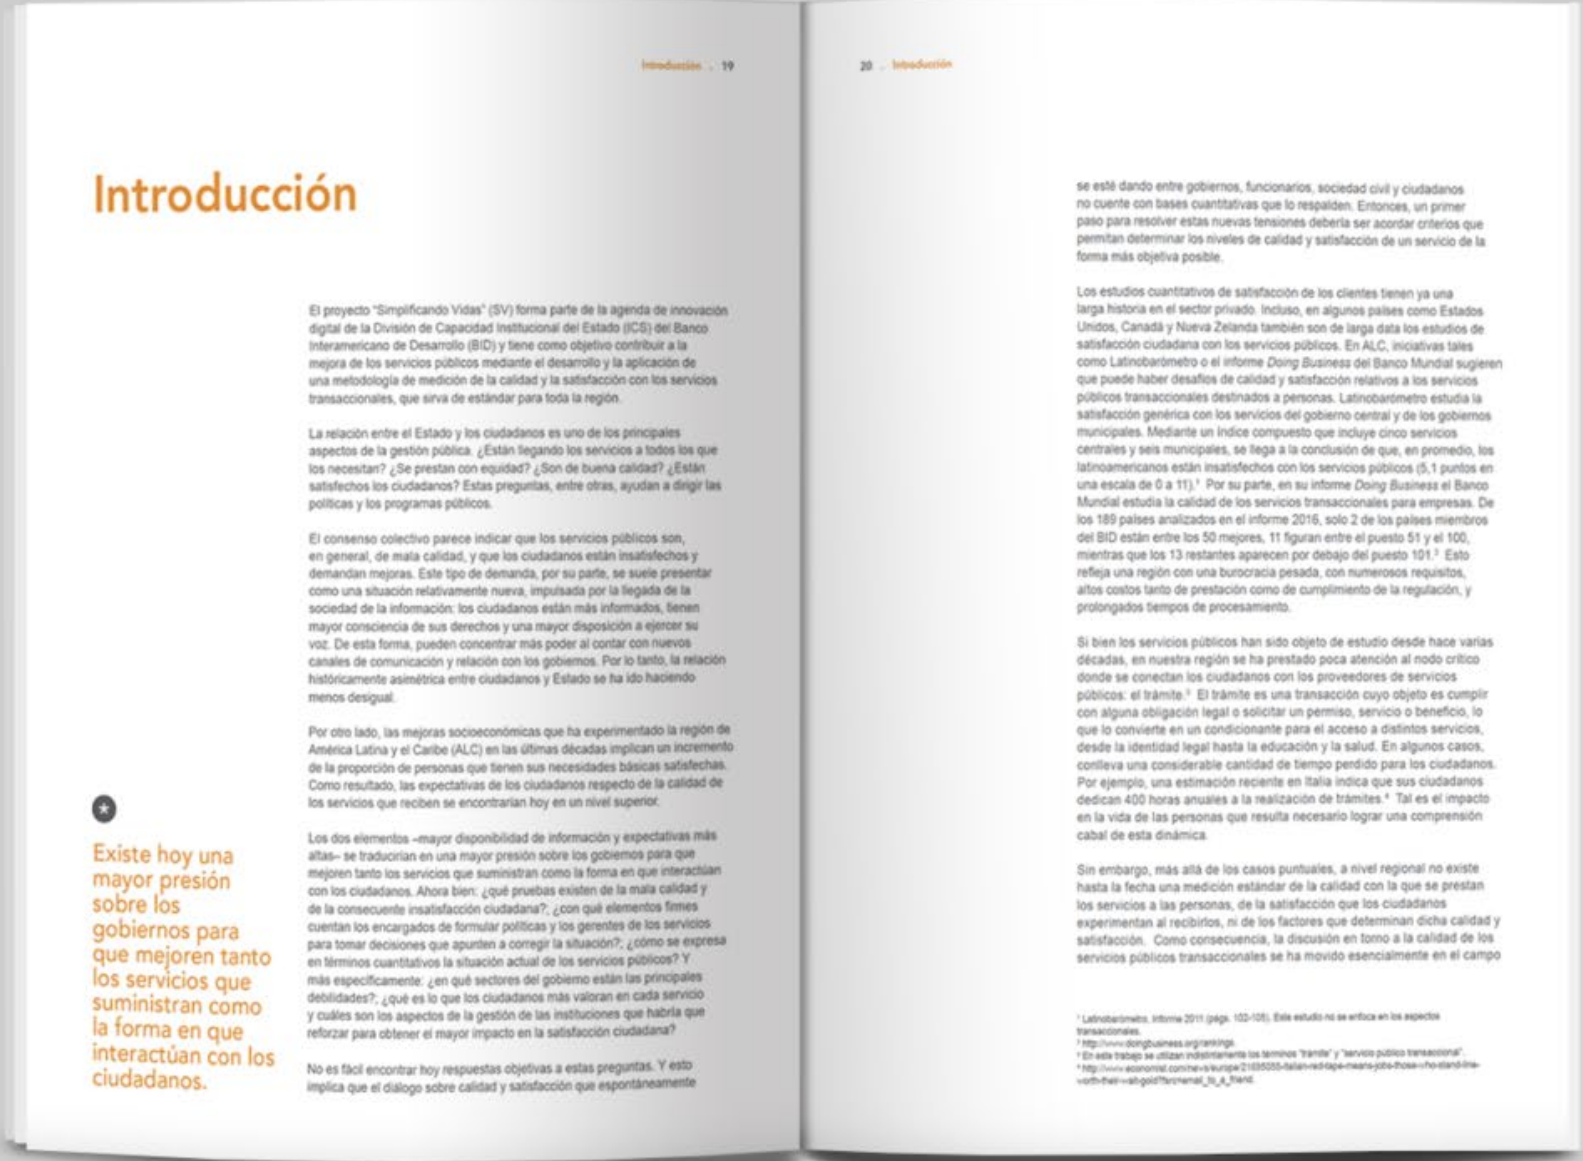 Introducción . 19
Introducción
El proyecto “Simplificando Vidas” (SV) forma parte de la agenda de innovación
digital de la División de Capacidad Institucional del Estado (ICS) del Banco
Interamericano de Desarrollo (BID) y tiene como objetivo contribuir a la
mejora de los servicios públicos mediante el desarrollo y la aplicación de
una metodología de medición de la calidad y la satisfacción con los servicios
transaccionales, que sirva de estándar para toda la región.
La relación entre el Estado y los ciudadanos es uno de los principales
aspectos de la gestión pública. ¿Están llegando los servicios a todos los que
los necesitan? ¿Se prestan con equidad? ¿Son de buena calidad? ¿Están
satisfechos los ciudadanos? Estas preguntas, entre otras, ayudan a dirigir las
políticas y los programas públicos.
El consenso colectivo parece indicar que los servicios públicos son,
en general, de mala calidad, y que los ciudadanos están insatisfechos y
demandan mejoras. Este tipo de demanda, por su parte, se suele presentar
como una situación relativamente nueva, impulsada por la llegada de la
sociedad de la información: los ciudadanos están más informados, tienen
mayor consciencia de sus derechos y una mayor disposición a ejercer su
voz. De esta forma, pueden concentrar más poder al contar con nuevos
canales de comunicación y relación con los gobiernos. Por lo tanto, la relación
históricamente asimétrica entre ciudadanos y Estado se ha ido haciendo
menos desigual.
Por otro lado, las mejoras socioeconómicas que ha experimentado la región de
América Latina y el Caribe (ALC) en las últimas décadas implican un incremento
de la proporción de personas que tienen sus necesidades básicas satisfechas.
Como resultado, las expectativas de los ciudadanos respecto de la calidad de
los servicios que reciben se encontrarían hoy en un nivel superior.
Los dos elementos –mayor disponibilidad de información y expectativas más
altas– se traducirían en una mayor presión sobre los gobiernos para que
mejoren tanto los servicios que suministran como la forma en que interactúan
con los ciudadanos. Ahora bien: ¿qué pruebas existen de la mala calidad y
de la consecuente insatisfacción ciudadana?; ¿con qué elementos firmes
cuentan los encargados de formular políticas y los gerentes de los servicios
para tomar decisiones que apunten a corregir la situación?; ¿cómo se expresa
en términos cuantitativos la situación actual de los servicios públicos? Y
más específicamente: ¿en qué sectores del gobierno están las principales
debilidades?; ¿qué es lo que los ciudadanos más valoran en cada servicio
y cuáles son los aspectos de la gestión de las instituciones que habría que
reforzar para obtener el mayor impacto en la satisfacción ciudadana?
No es fácil encontrar hoy respuestas objetivas a estas preguntas. Y esto
implica que el diálogo sobre calidad y satisfacción que espontáneamente
Existe hoy una
mayor presión
sobre los
gobiernos para
que mejoren tanto
los servicios que
suministran como
la forma en que
interactúan con los
ciudadanos.
20 . Introducción
se esté dando entre gobiernos, funcionarios, sociedad civil y ciudadanos
no cuente con bases cuantitativas que lo respalden. Entonces, un primer
paso para resolver estas nuevas tensiones debería ser acordar criterios que
permitan determinar los niveles de calidad y satisfacción de un servicio de la
forma más objetiva posible.
Los estudios cuantitativos de satisfacción de los clientes tienen ya una
larga historia en el sector privado. Incluso, en algunos países como Estados
Unidos, Canadá y Nueva Zelanda también son de larga data los estudios de
satisfacción ciudadana con los servicios públicos. En ALC, iniciativas tales
como Latinobarómetro o el informe Doing Business del Banco Mundial sugieren
que puede haber desafíos de calidad y satisfacción relativos a los servicios
públicos transaccionales destinados a personas. Latinobarómetro estudia la
satisfacción genérica con los servicios del gobierno central y de los gobiernos
municipales. Mediante un índice compuesto que incluye cinco servicios
centrales y seis municipales, se llega a la conclusión de que, en promedio, los
latinoamericanos están insatisfechos con los servicios públicos (5,1 puntos en
una escala de 0 a 11).¹ Por su parte, en su informe Doing Business el Banco
Mundial estudia la calidad de los servicios transaccionales para empresas. De
los 189 países analizados en el informe 2016, solo 2 de los países miembros
del BID están entre los 50 mejores, 11 figuran entre el puesto 51 y el 100,
mientras que los 13 restantes aparecen por debajo del puesto 101.² Esto
refleja una región con una burocracia pesada, con numerosos requisitos,
altos costos tanto de prestación como de cumplimiento de la regulación, y
prolongados tiempos de procesamiento.
Si bien los servicios públicos han sido objeto de estudio desde hace varias
décadas, en nuestra región se ha prestado poca atención al nodo crítico
donde se conectan los ciudadanos con los proveedores de servicios
públicos: el trámite.³ El trámite es una transacción cuyo objeto es cumplir
con alguna obligación legal o solicitar un permiso, servicio o beneficio, lo
que lo convierte en un condicionante para el acceso a distintos servicios,
desde la identidad legal hasta la educación y la salud. En algunos casos,
conlleva una considerable cantidad de tiempo perdido para los ciudadanos.
Por ejemplo, una estimación reciente en Italia indica que sus ciudadanos
dedican 400 horas anuales a la realización de trámites.⁴ Tal es el impacto
en la vida de las personas que resulta necesario lograr una comprensión
cabal de esta dinámica.
Sin embargo, más allá de los casos puntuales, a nivel regional no existe
hasta la fecha una medición estándar de la calidad con la que se prestan
los servicios a las personas, de la satisfacción que los ciudadanos
experimentan al recibirlos, ni de los factores que determinan dicha calidad y
satisfacción. Como consecuencia, la discusión en torno a la calidad de los
servicios públicos transaccionales se ha movido esencialmente en el campo
¹ Latinobarómetro, Informe 2011 (págs. 102-105). Este estudio no se enfoca en los aspectos
transaccionales.
² http://www.doingbusiness.org/rankings.
³ En este trabajo se utilizan indistintamente los términos “trámite” y “servicio público transaccional”.